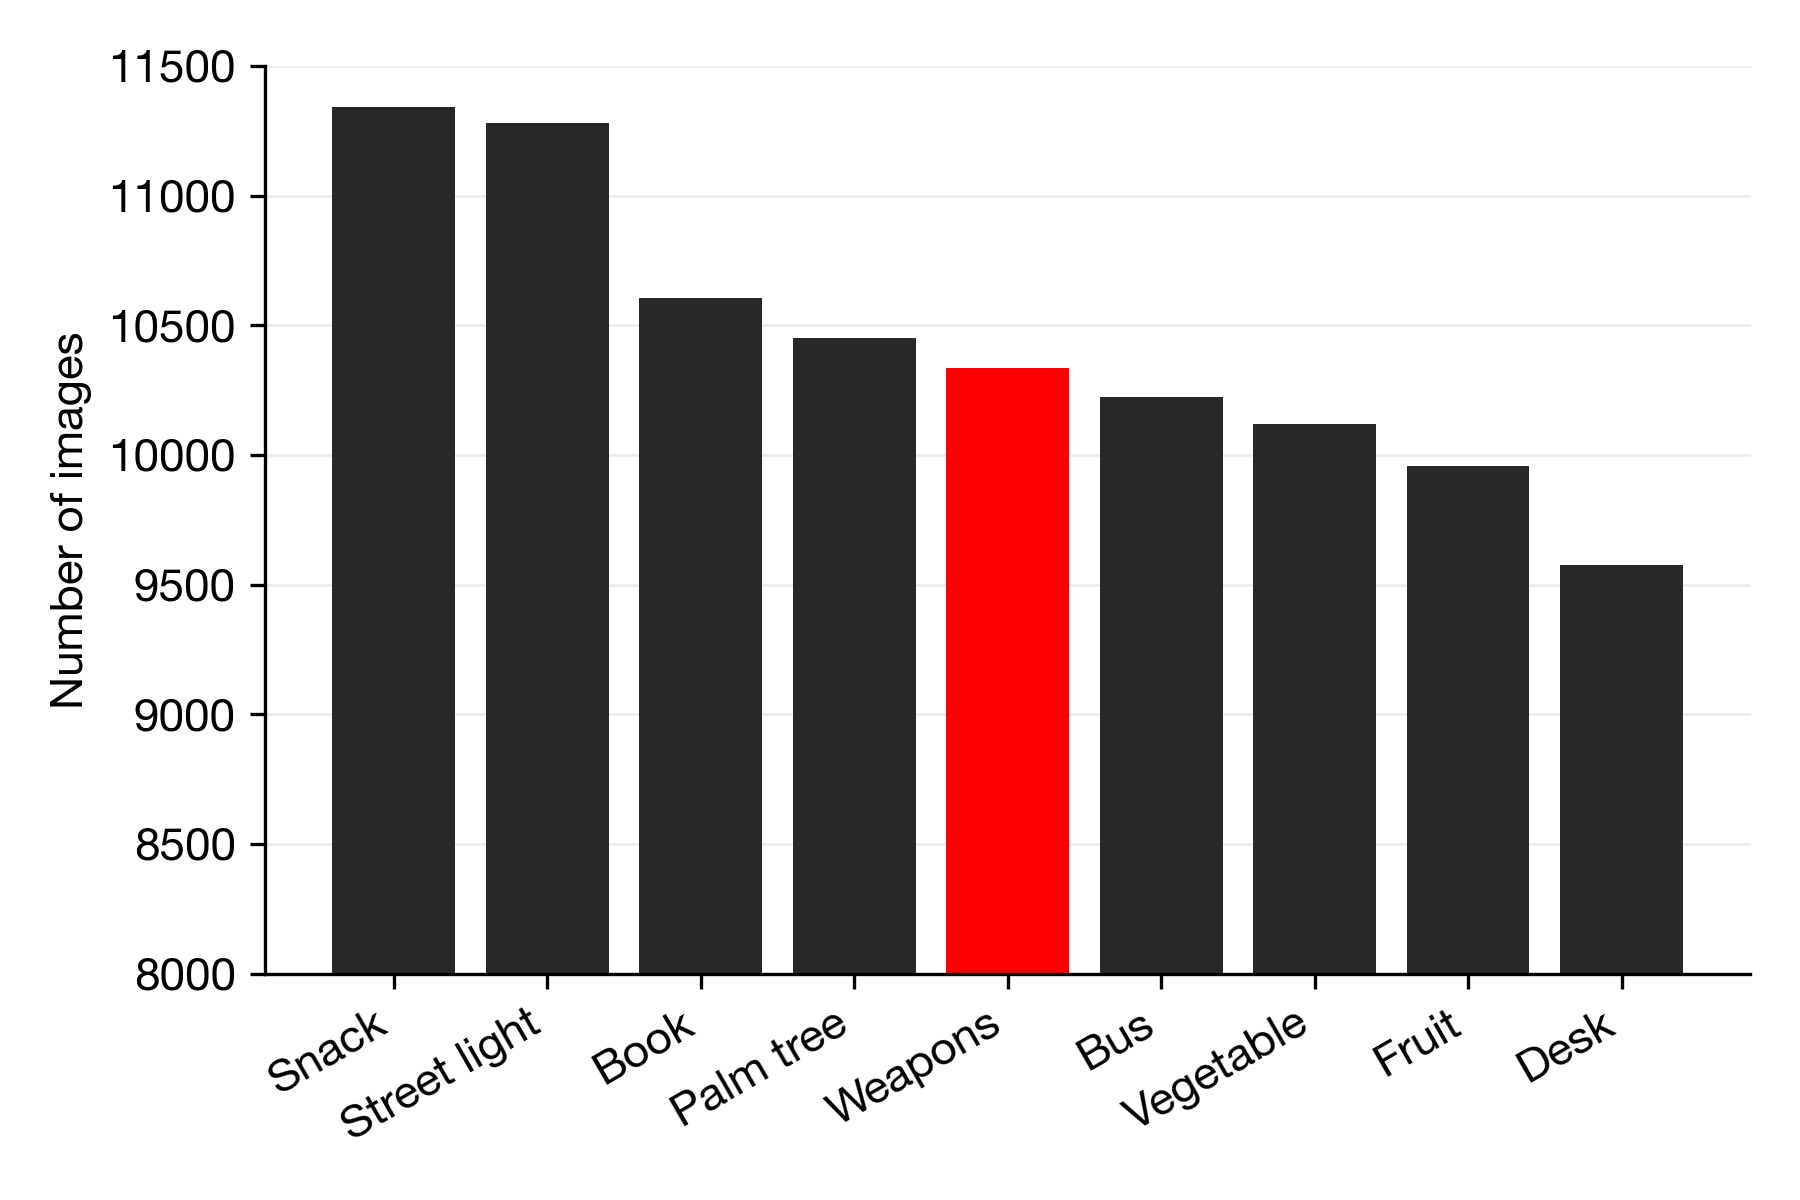 11500
11000
10500
10000
9500
9000
8500
8000
Number of images
Snack
Street light
Book
Palm tree
Weapons
Bus
Vegetable
Fruit
Desk